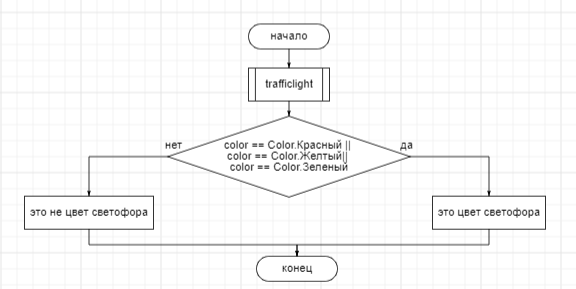 начало
trafficlight
нет
да
color == Color.Красный ||
color == Color.Желтый||
color == Color.Зеленый
это не цвет светофора
это цвет светофора
конец